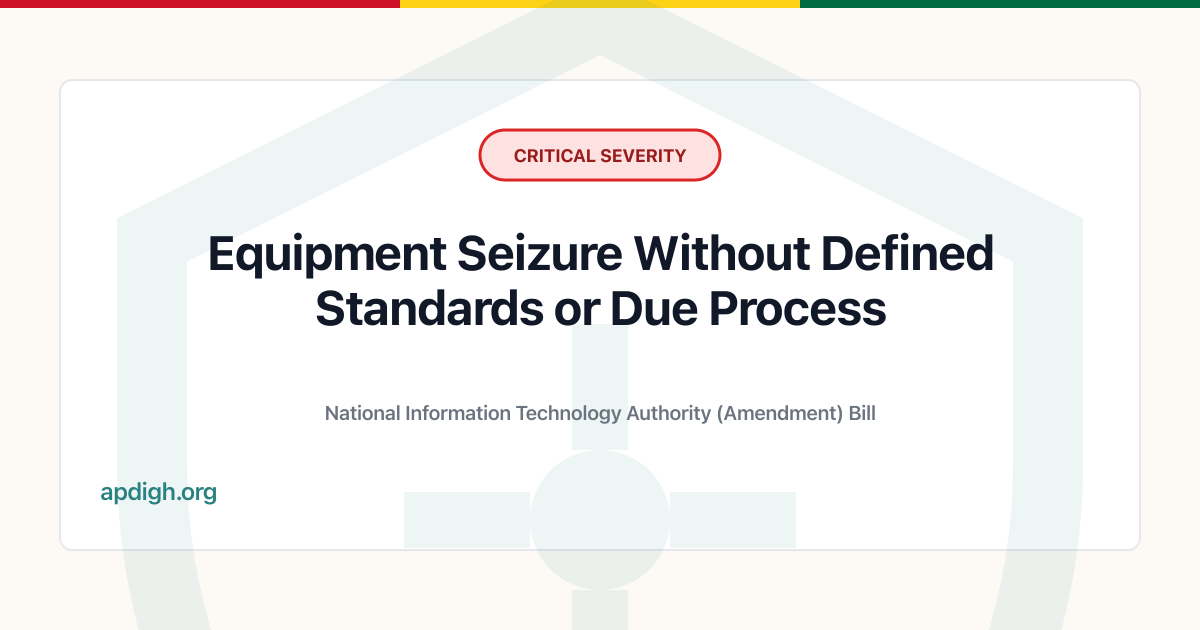 CRITICAL SEVERITY
Equipment Seizure Without Defined
Standards or Due Process
National Information Technology Authority (Amendment) Bill
apdigh.org